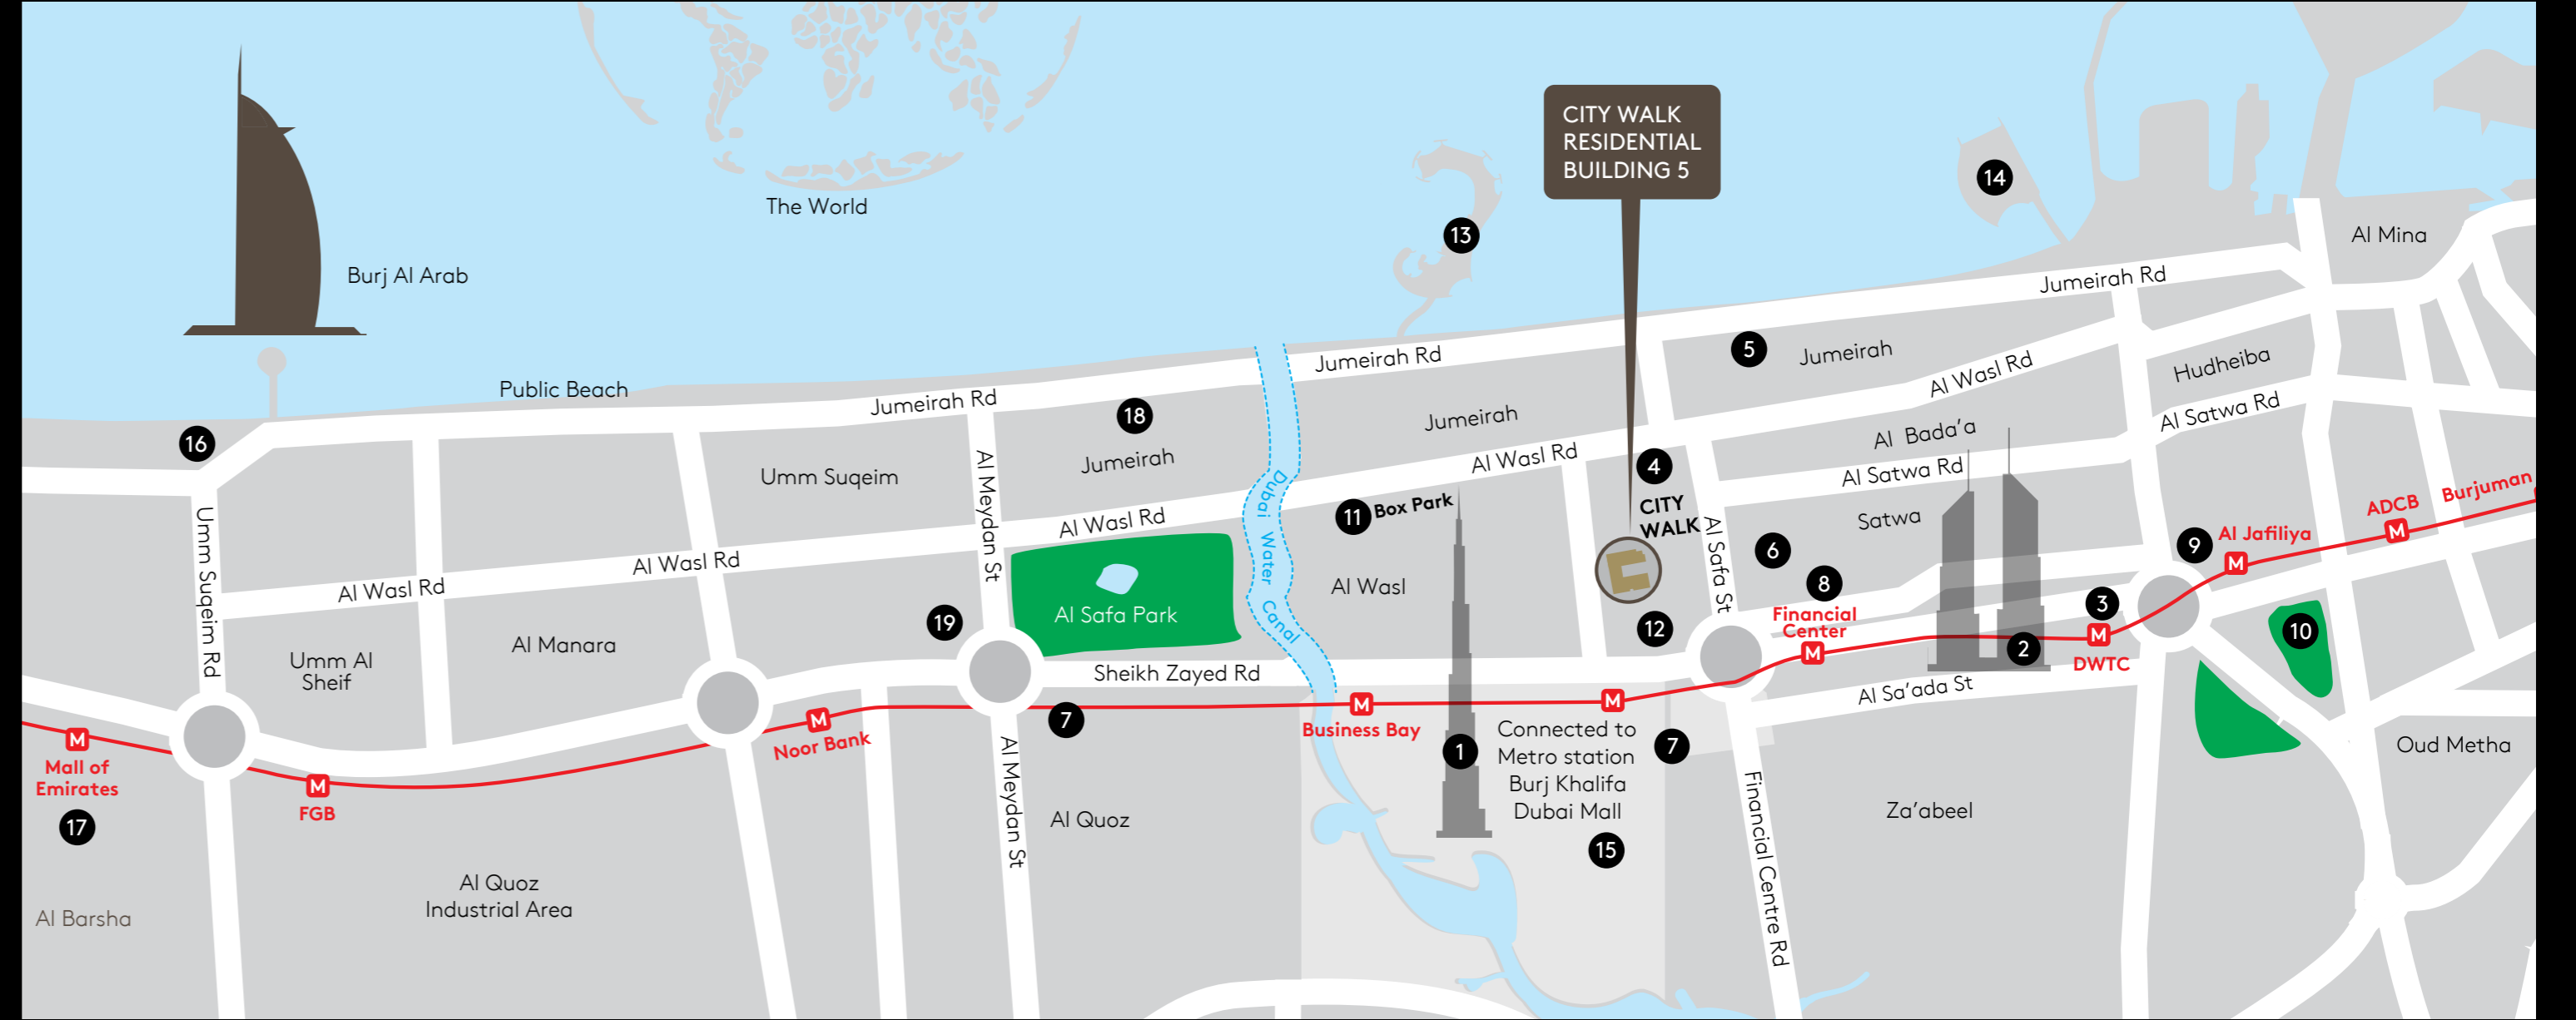 CITY WALK
RESIDENTIAL
BUILDING 5
14
The World
13
Al Mina
Burj Al Arab
Jumeirah Rd
5
Jumeirah
Jumeirah Rd
Hudheiba
Al Wasl Rd
Public Beach
Jumeirah Rd
18
Jumeirah
Al Satwa Rd
Al Bada'a
16
Al Meydan St
Jumeirah
Al Wasl Rd
4
Al Satwa Rd
Umm Suqeim
Dubai Water Canal
11
Box Park
CITY
WALK
Satwa
ADCB
Burjuman
Umm Suqeim Rd
Al Wasl Rd
Al Safa St
6
9
Al Jafiliya
Al Wasl Rd
Al Wasl Rd
Al Wasl
8
Al Safa Park
Financial
Center
3
10
19
12
Al Manara
2
DWTC
Umm Al
Sheif
Sheikh Zayed Rd
Al Sa'ada St
7
Business Bay
Connected to
Metro station
Burj Khalifa
Dubai Mall
1
7
Noor Bank
M
M
M
M
M
M
M
M
M
Oud Metha
Mall of
Emirates
FGB
17
Al Meydan St
Al Quoz
Financial Centre Rd
Za'abeel
15
Al Quoz
Industrial Area
Al Barsha